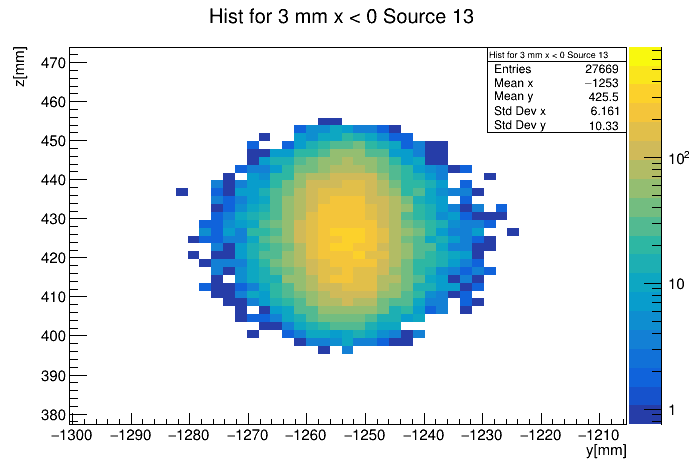 Hist for 3 mm x < 0 Source 13
z[mm]
Hist for 3 mm x < 0 Source 13
Entries 27669
Mean x −1253
Mean y 425.5
Std Dev x 6.161
Std Dev y 10.33
470
460
450
440
430
420
410
400
390
380
10²
10
1
−1300 −1290 −1280 −1270 −1260 −1250 −1240 −1230 −1220 −1210
y[mm]